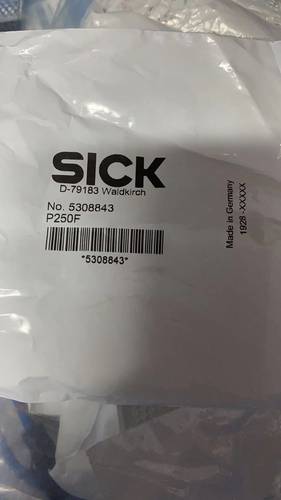 SICK
D-79183 Waldkirch
No. 5308843
P250F
*5308843*
Made in Germany
1928-XXXXX